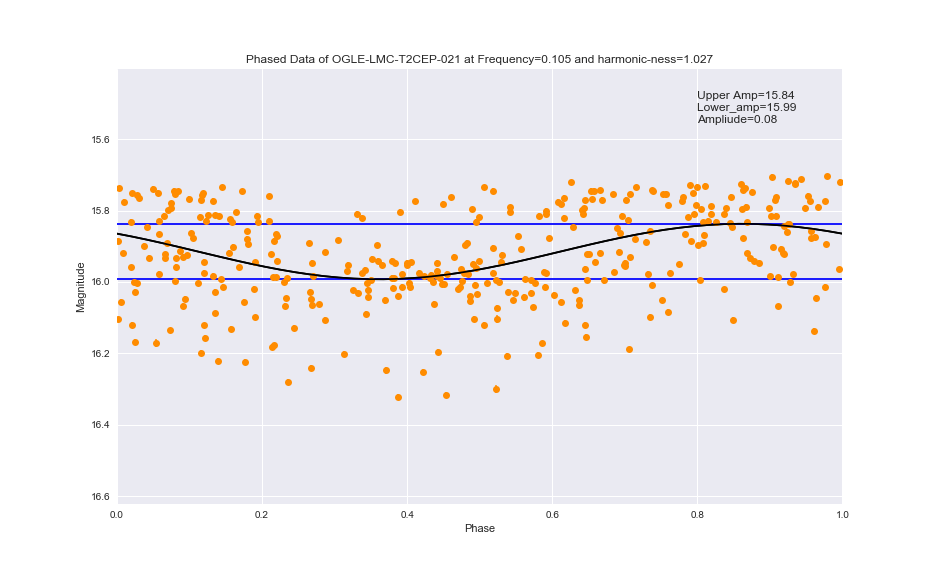 Phased Data of OGLE-LMC-T2CEP-021 at Frequency=0.105 and harmonic-ness=1.027
Upper Amp=15.84
Lower_amp=15.99
Ampliude=0.08
15.6
15.8
16.0
16.2
16.4
16.6
Magnitude
0.0 0.2 0.4 0.6 0.8 1.0
Phase